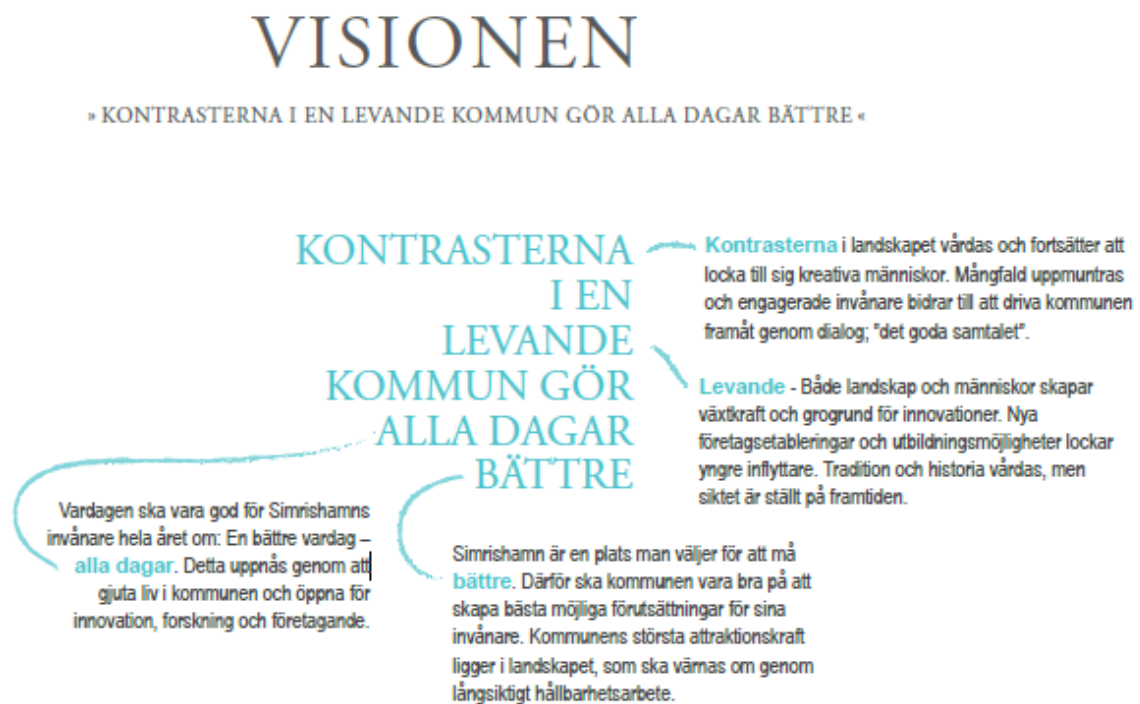 VISIONEN
» KONTRASTERNA I EN LEVANDE KOMMUN GÖR ALLA DAGAR BÄTTRE «
KONTRASTERNA
I EN
LEVANDE
KOMMUN GÖR
ALLA DAGAR
BÄTTRE
Kontrasterna i landskapet vårdas och fortsätter att
locka till sig kreativa människor. Mångfald uppmuntras
och engagerade invånare bidrar till att driva kommunen
framåt genom dialog; "det goda samtalet".
Levande - Både landskap och människor skapar
växtkraft och grogrund för innovationer. Nya
företagsetableringar och utbildningsmöjligheter lockar
yngre inflyttare. Tradition och historia vårdas, men
siktet är ställt på framtiden.
Vardagen ska vara god för Simrishamns
invånare hela året om: En bättre vardag –
alla dagar. Detta uppnås genom att
gjuta liv i kommunen och öppna för
innovation, forskning och företagande.
Simrishamn är en plats man väljer för att må
bättre. Därför ska kommunen vara bra på att
skapa bästa möjliga förutsättningar för sina
invånare. Kommunens största attraktionskraft
ligger i landskapet, som ska värnas om genom
långsiktigt hållbarhetsarbete.